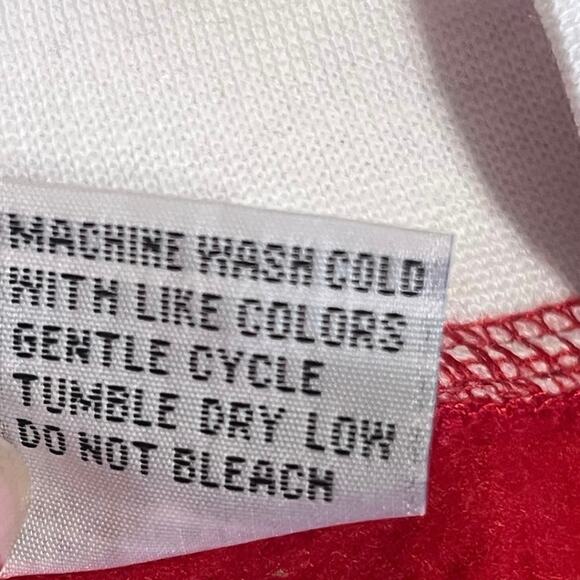 MACHINE WASH COLD
WITH LIKE COLORS
GENTLE CYCLE
TUMBLE DRY LOW
DO NOT BLEACH